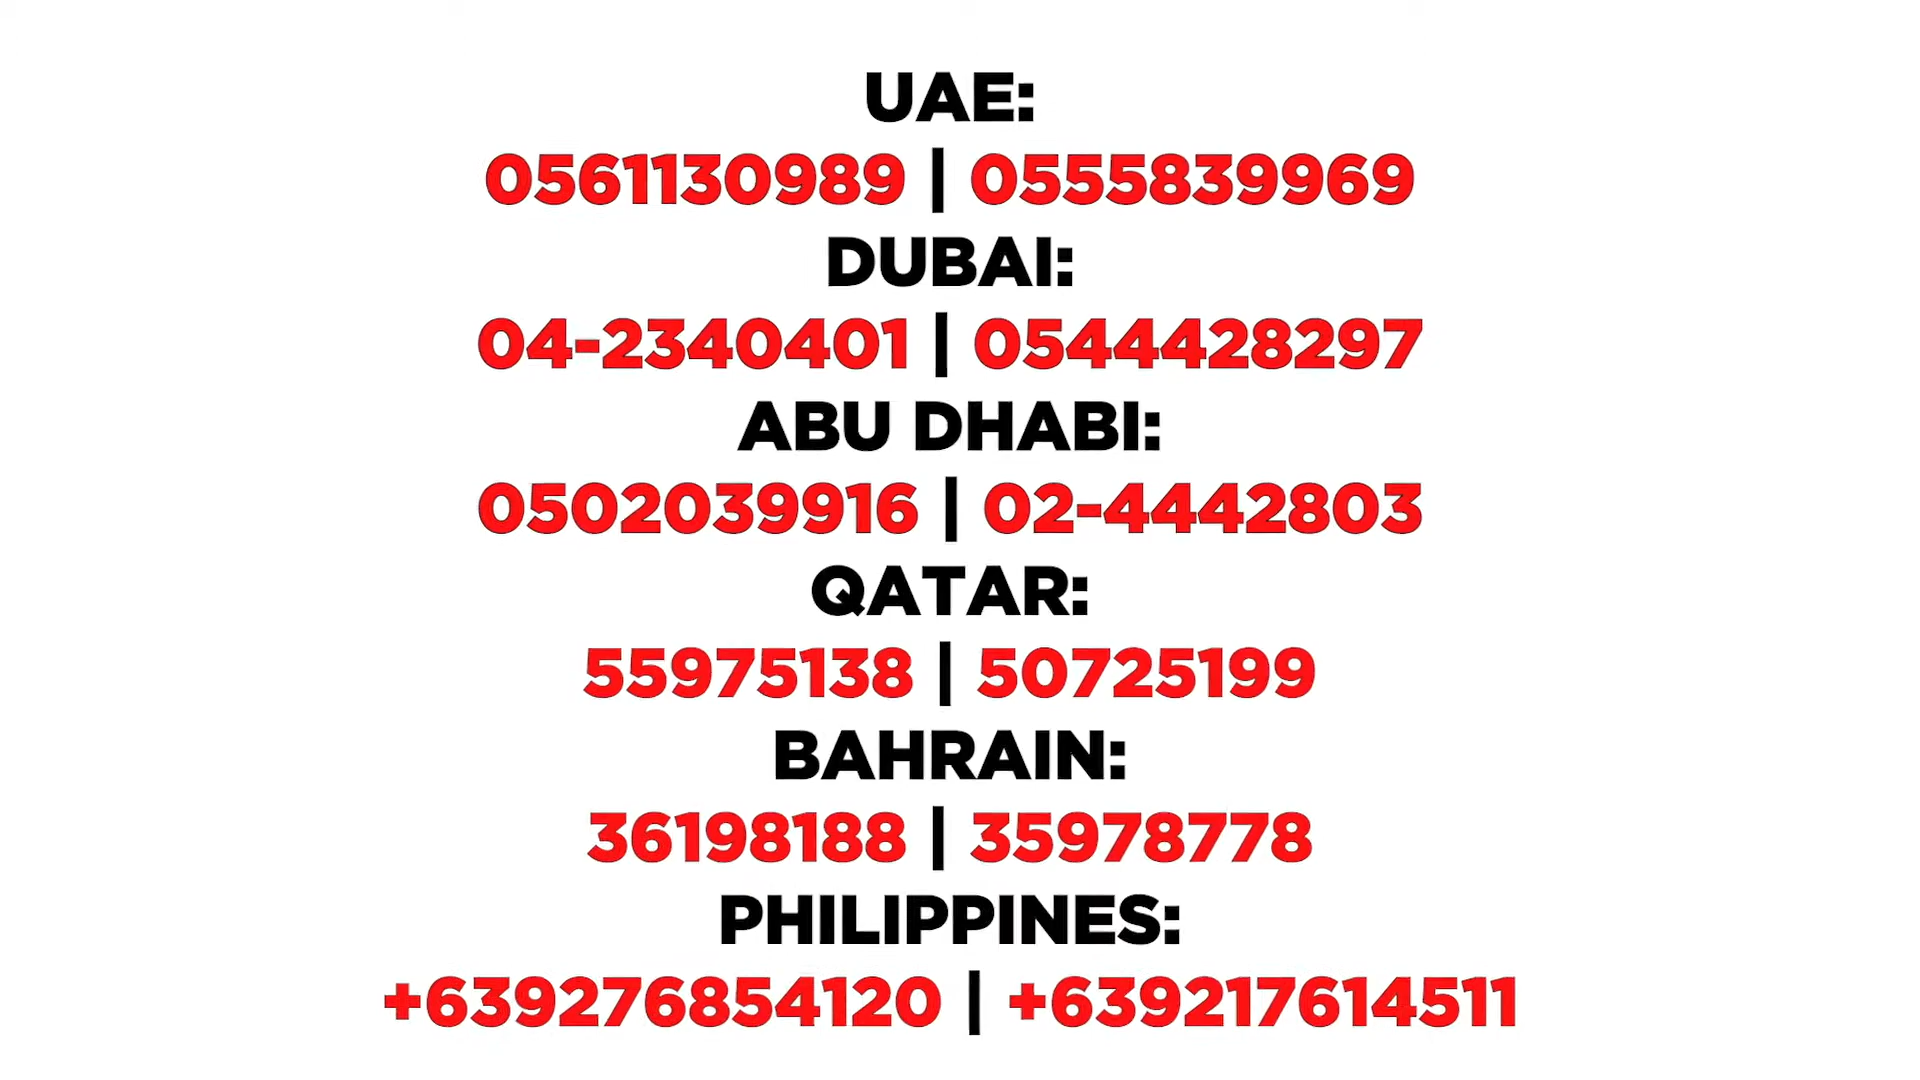 UAE:
0561130989 | 0555839969
DUBAI:
04-2340401 | 0544428297
ABU DHABI:
0502039916 | 02-4442803
QATAR:
55975138 | 50725199
BAHRAIN:
36198188 | 35978778
PHILIPPINES:
+639276854120 | +639217614511